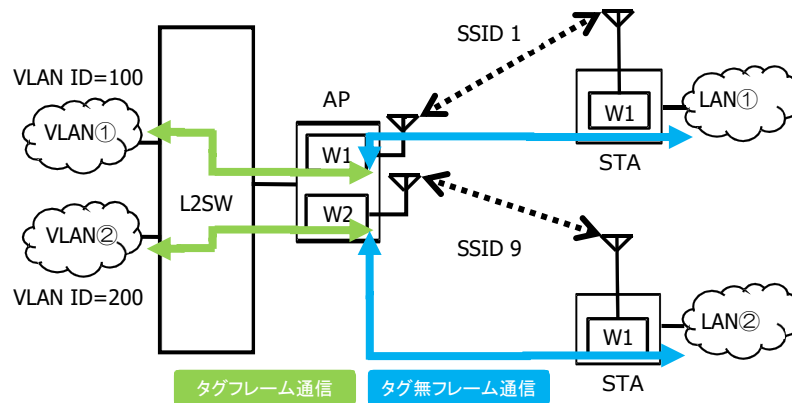 SSID 1
VLAN ID=100
AP
VLAN①
W1
LAN①
W1
STA
L2SW
W2
VLAN②
SSID 9
VLAN ID=200
W1
LAN②
STA
タグフレーム通信
タグ無フレーム通信